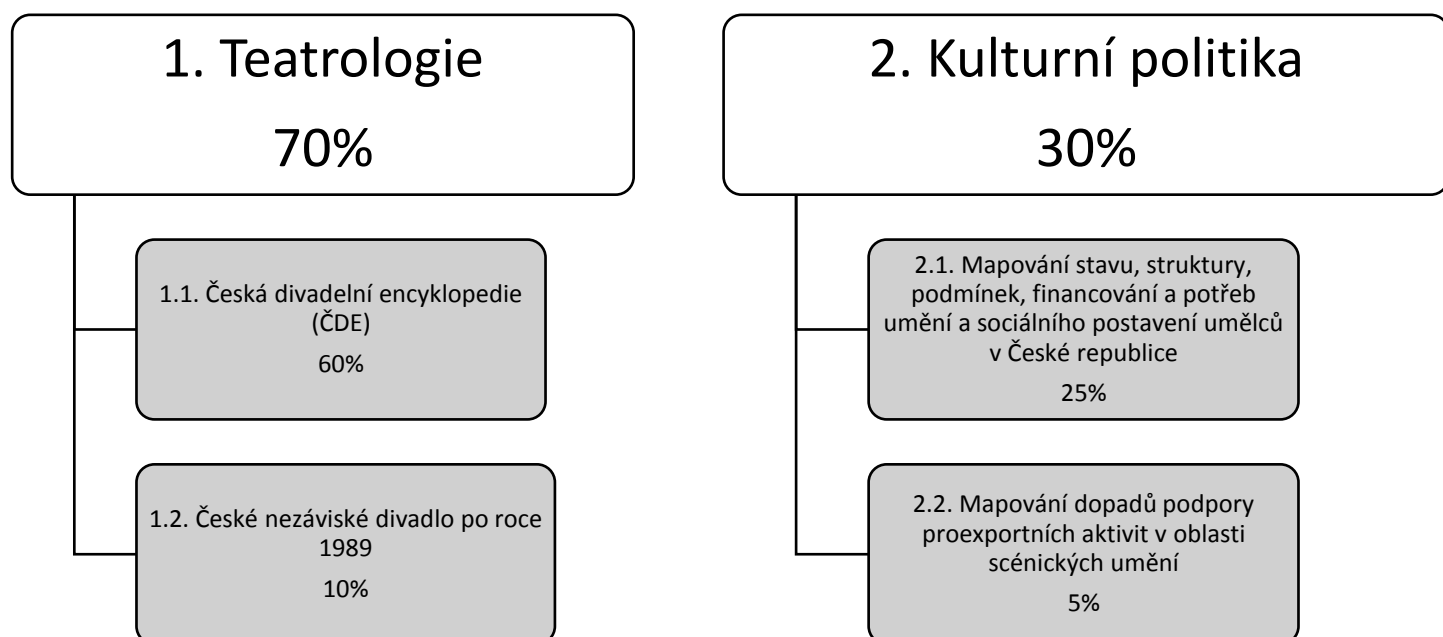 1. Teatrologie
70%
1.1. Česká divadelní encyklopedie
(ČDE)
60%
1.2. České nezáviské divadlo po roce
1989
10%
2. Kulturní politika
30%
2.1. Mapování stavu, struktury,
podmínek, financování a potřeb
umění a sociálního postavení umělců
v České republice
25%
2.2. Mapování dopadů podpory
proexportních aktivit v oblasti
scénických umění
5%